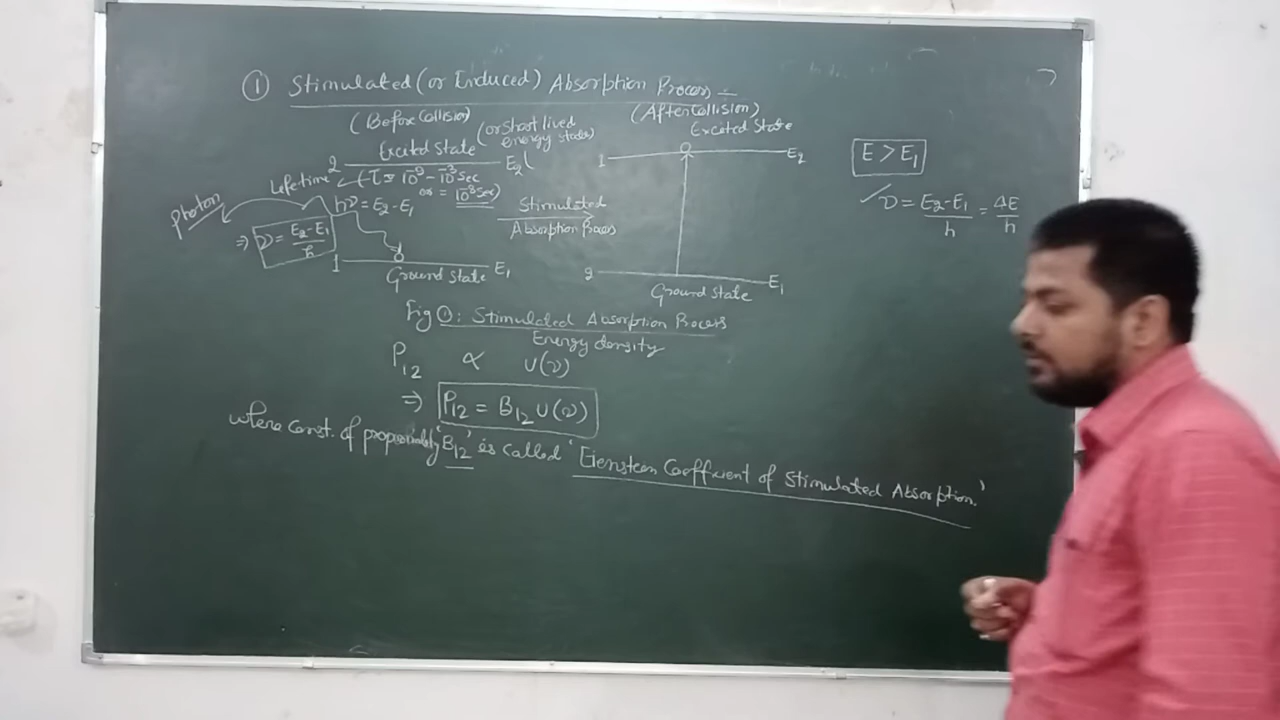 ① Stimulated (or Induced) Absorption Process –
(Before Collision)
(After Collision)
Excited State
(or short lived
energy states)
Excited State
2
E₂
1
E₂
E > E₁
Lifetime
τ = 10⁻⁹ – 10⁻³ sec
or = 10⁻⁸ sec)
photon
hν = E₂ – E₁
⇒ ν = E₂ – E₁ / h
Stimulated
Absorption Process
ν = E₂ – E₁ / h = ΔE / h
1
E₁
Ground State
2
E₁
Ground State
Fig ①: Stimulated Absorption Process
Energy density
P₁₂ ∝ U(ν)
⇒ P₁₂ = B₁₂ U(ν)
where const. of proportionality 'B₁₂' is called 'Eienstein Coefficient of Stimulated Absorption.'